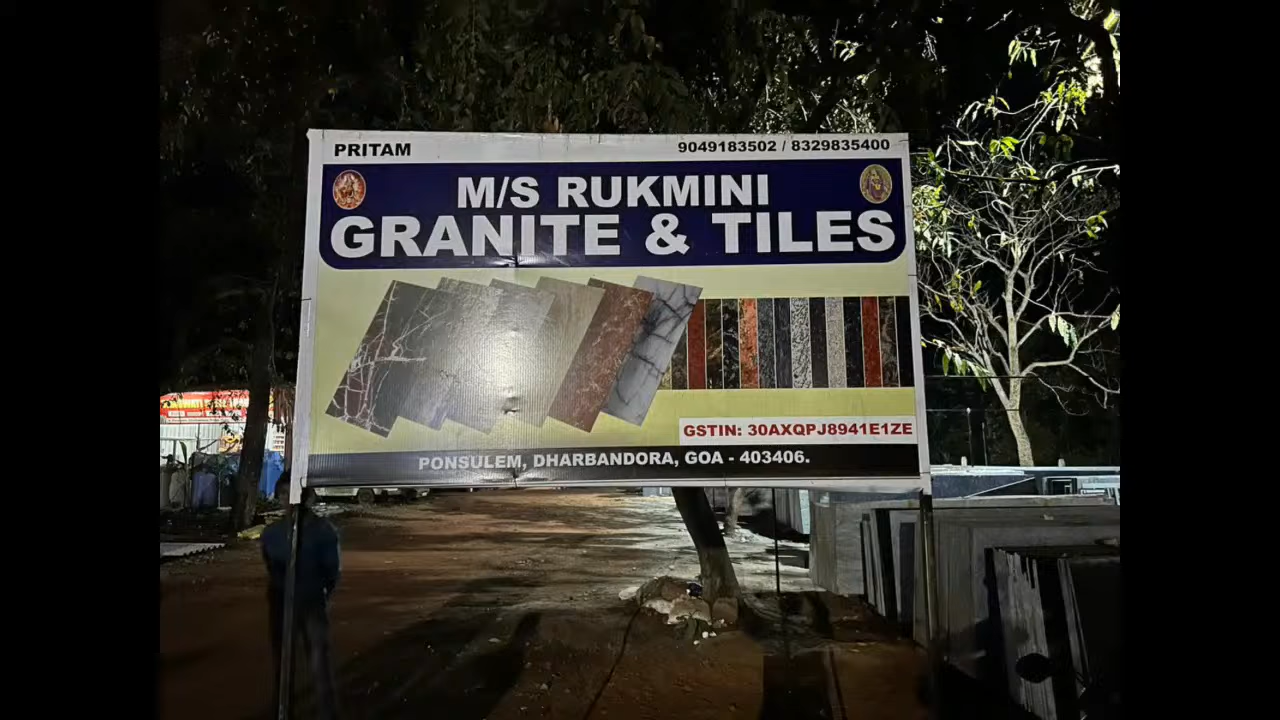 PRITAM
9049183502 / 8329835400
M/S RUKMINI
GRANITE & TILES
GSTIN: 30AXQPJ8941E1ZE
PONSULEM, DHARBANDORA, GOA - 403406.